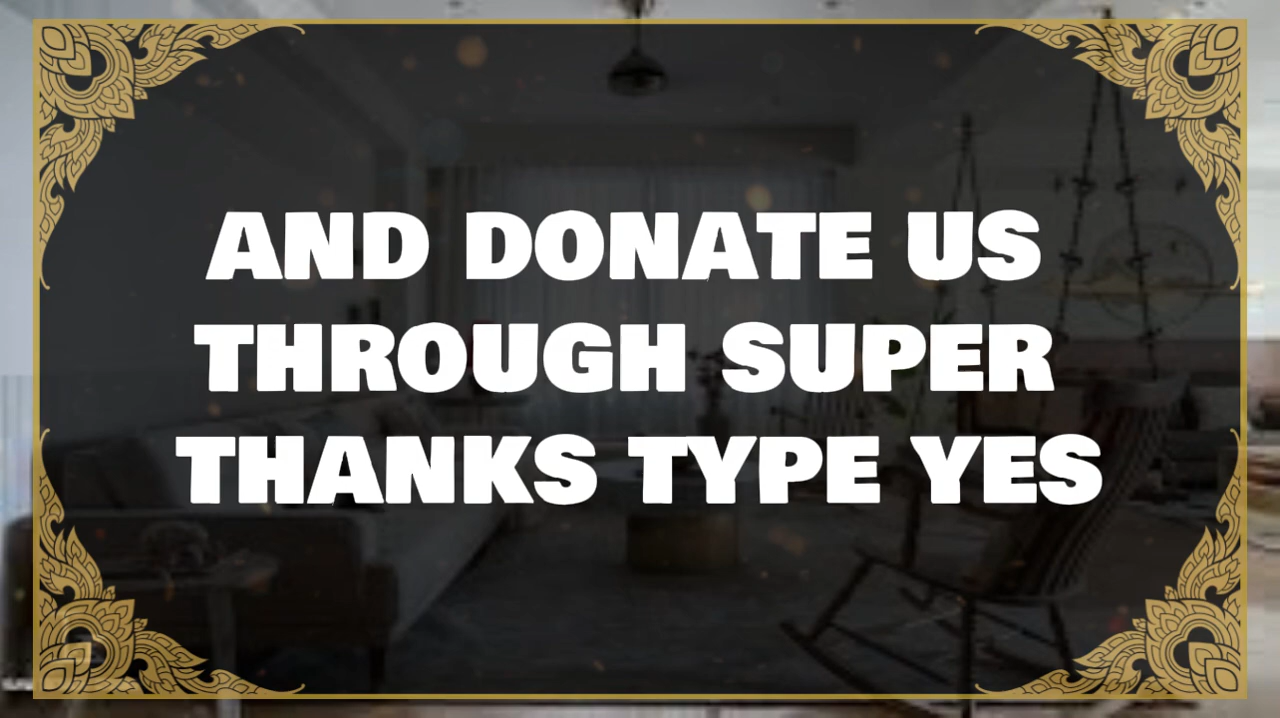 AND DONATE US
THROUGH SUPER
THANKS TYPE YES